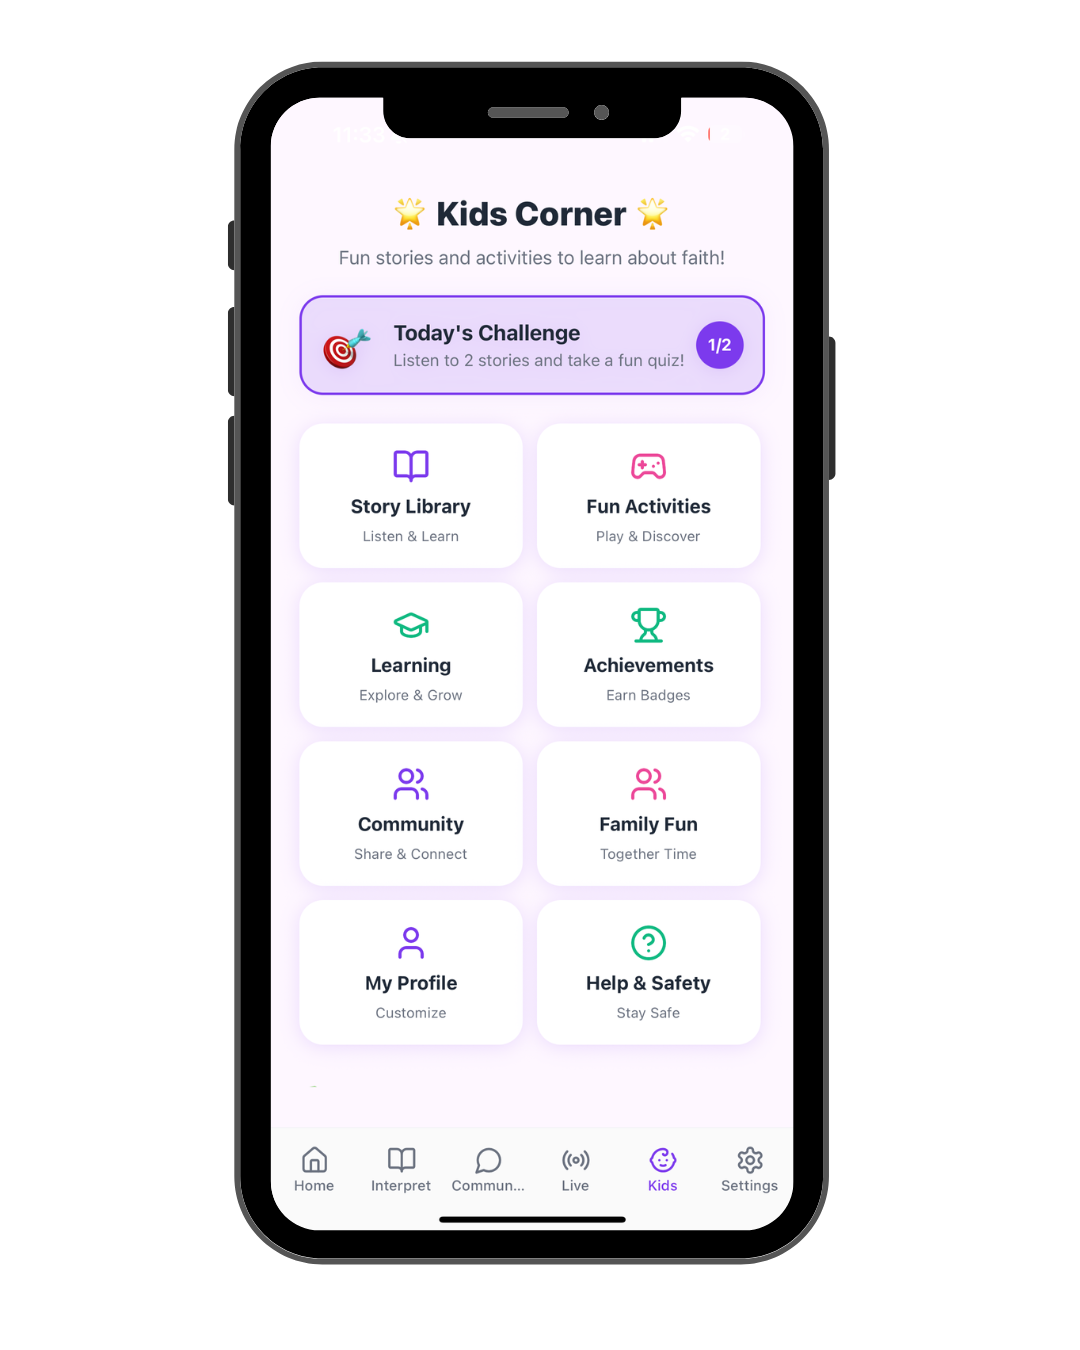 Kids Corner
Fun stories and activities to learn about faith!
Today's Challenge
Listen to 2 stories and take a fun quiz!
1/2
Story Library
Listen & Learn
Fun Activities
Play & Discover
Learning
Explore & Grow
Achievements
Earn Badges
Community
Share & Connect
Family Fun
Together Time
My Profile
Customize
Help & Safety
Stay Safe
Home
Interpret
Commun...
Live
Kids
Settings